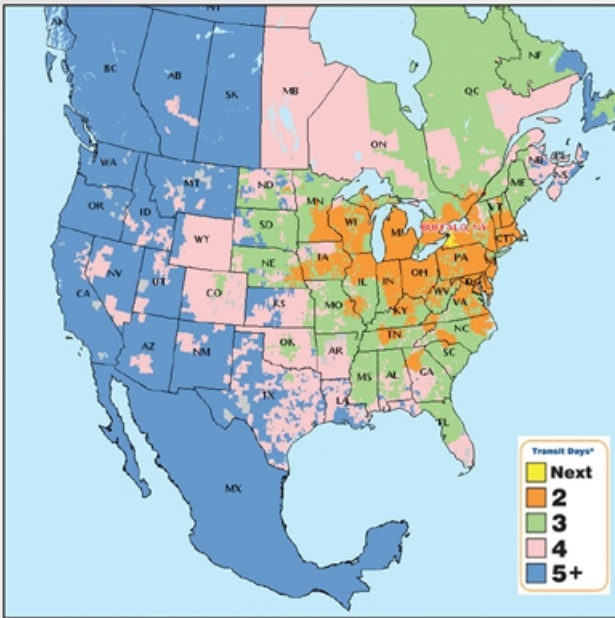 NT
AK
BC
AB
SK
MB
ON
QC
NF
NB
NS
WA
MT
ND
MN
WI
MI
BUFFALO, NY
VT
ME
OR
ID
WY
SD
NE
IA
IL
IN
OH
PA
CT
NV
UT
CO
KS
MO
KY
WV
VA
DC
CA
AZ
NM
OK
AR
TN
NC
SC
TX
LA
MS
AL
GA
FL
MX
Transit Days*
Next
2
3
4
5+